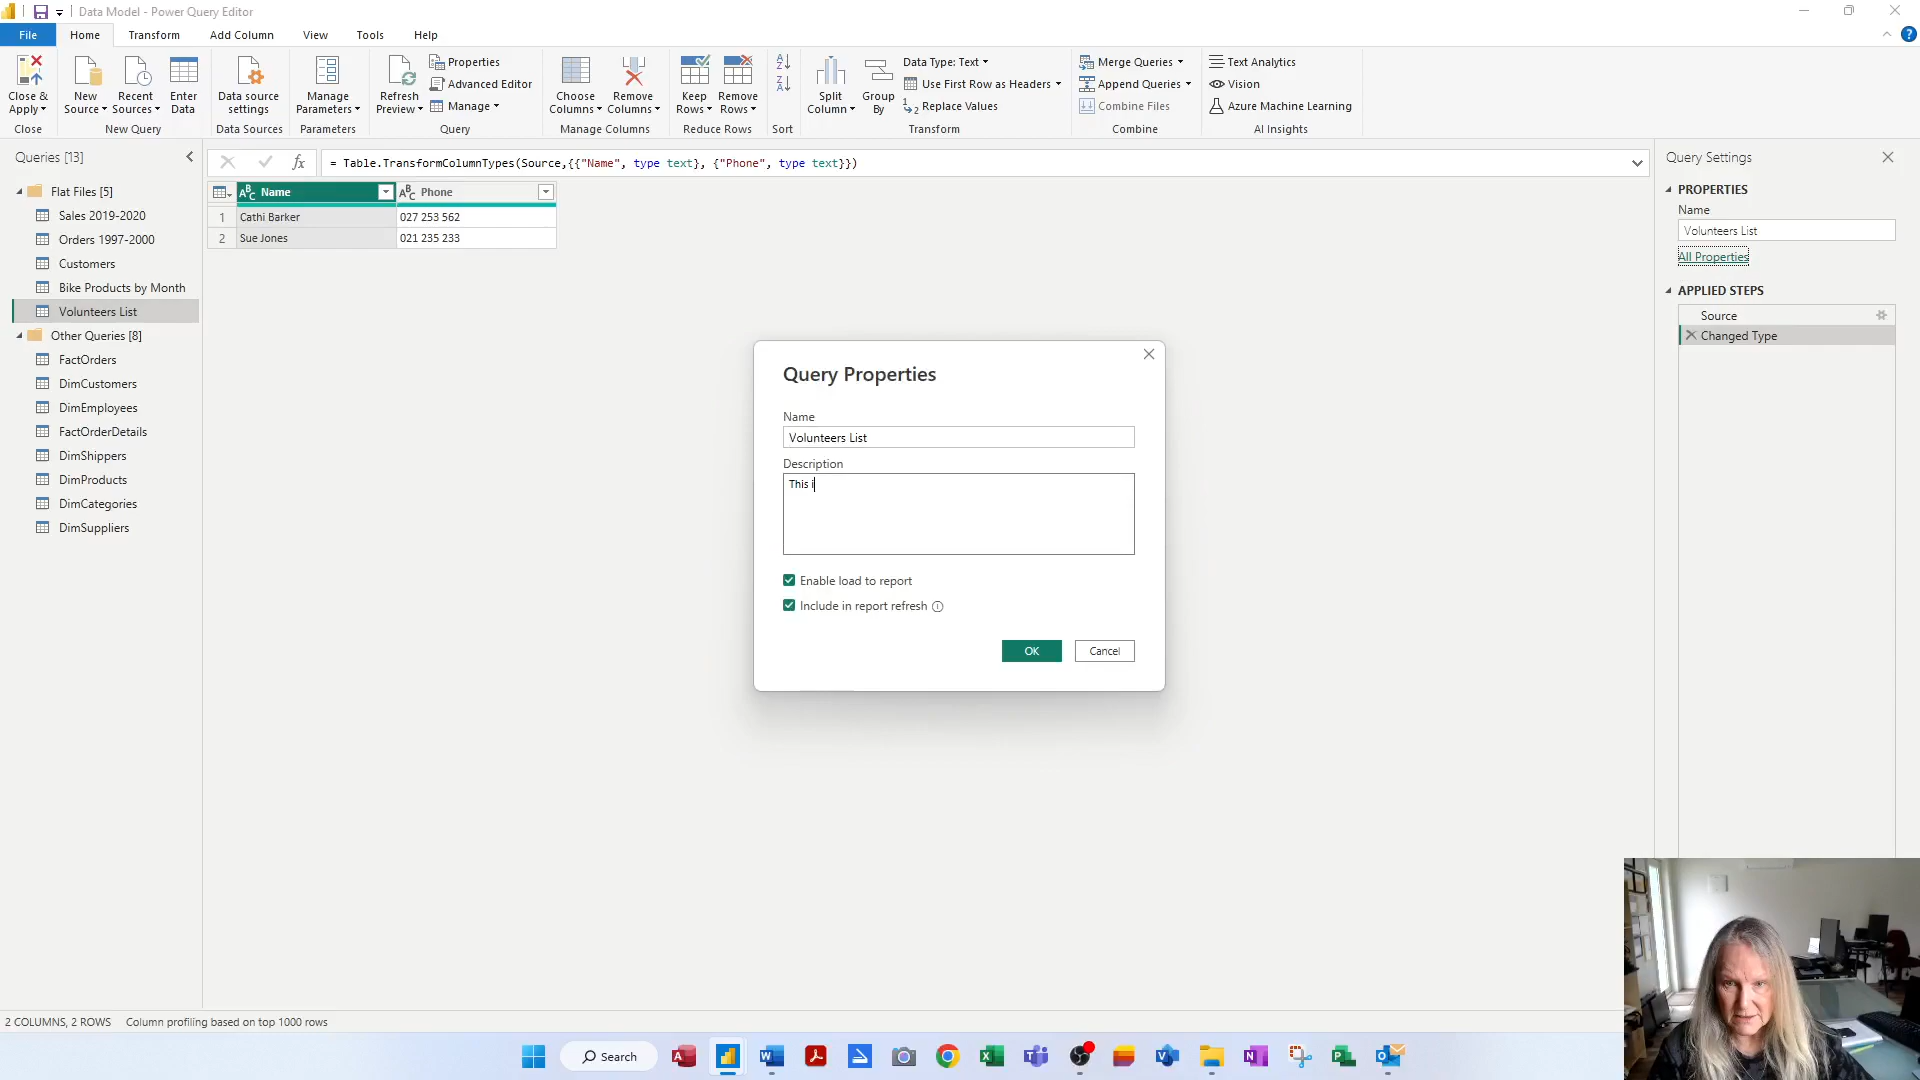 Data Model - Power Query Editor
File Home Transform Add Column View Tools Help
Close & Apply
Close
New Source
Recent Sources
Enter Data
New Query
Data source settings
Data Sources
Manage Parameters
Parameters
Refresh Preview
Properties
Advanced Editor
Manage
Query
Choose Columns
Remove Columns
Manage Columns
Keep Rows
Remove Rows
Reduce Rows
Sort
Split Column
Group By
Data Type: Text
Use First Row as Headers
Replace Values
Transform
Merge Queries
Append Queries
Combine Files
Combine
Text Analytics
Vision
Azure Machine Learning
AI Insights
Queries [13]
Flat Files [5]
Sales 2019-2020
Orders 1997-2000
Customers
Bike Products by Month
Volunteers List
Other Queries [8]
FactOrders
DimCustomers
DimEmployees
FactOrderDetails
DimShippers
DimProducts
DimCategories
DimSuppliers
fx = Table.TransformColumnTypes(Source,{{"Name", type text}, {"Phone", type text}})
Name Phone
1 Cathi Barker 027 253 562
2 Sue Jones 021 235 233
Query Properties
Name
Volunteers List
Description
This i
Enable load to report
Include in report refresh
OK Cancel
Query Settings
PROPERTIES
Name
Volunteers List
All Properties
APPLIED STEPS
Source
Changed Type
2 COLUMNS, 2 ROWS Column profiling based on top 1000 rows
Search